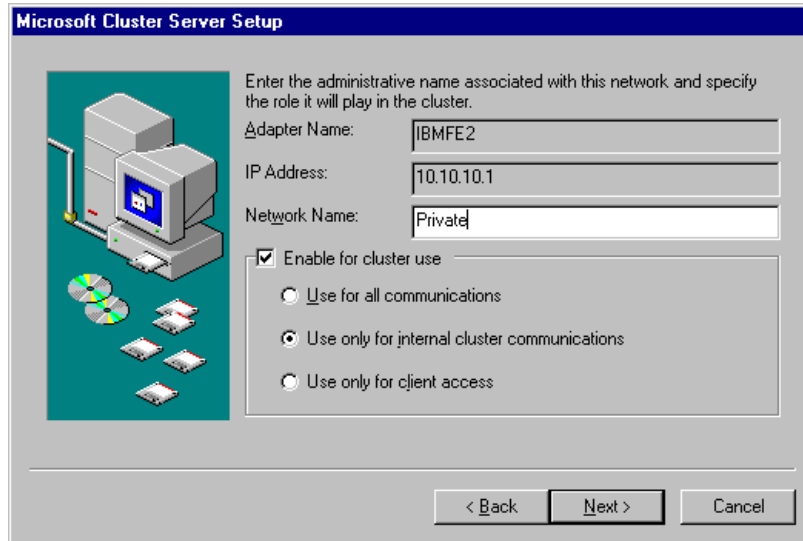 Microsoft Cluster Server Setup
Enter the administrative name associated with this network and specify
the role it will play in the cluster.
Adapter Name:
IBMFE2
IP Address:
10.10.10.1
Network Name:
Private
Enable for cluster use
Use for all communications
Use only for internal cluster communications
Use only for client access
< Back
Next >
Cancel